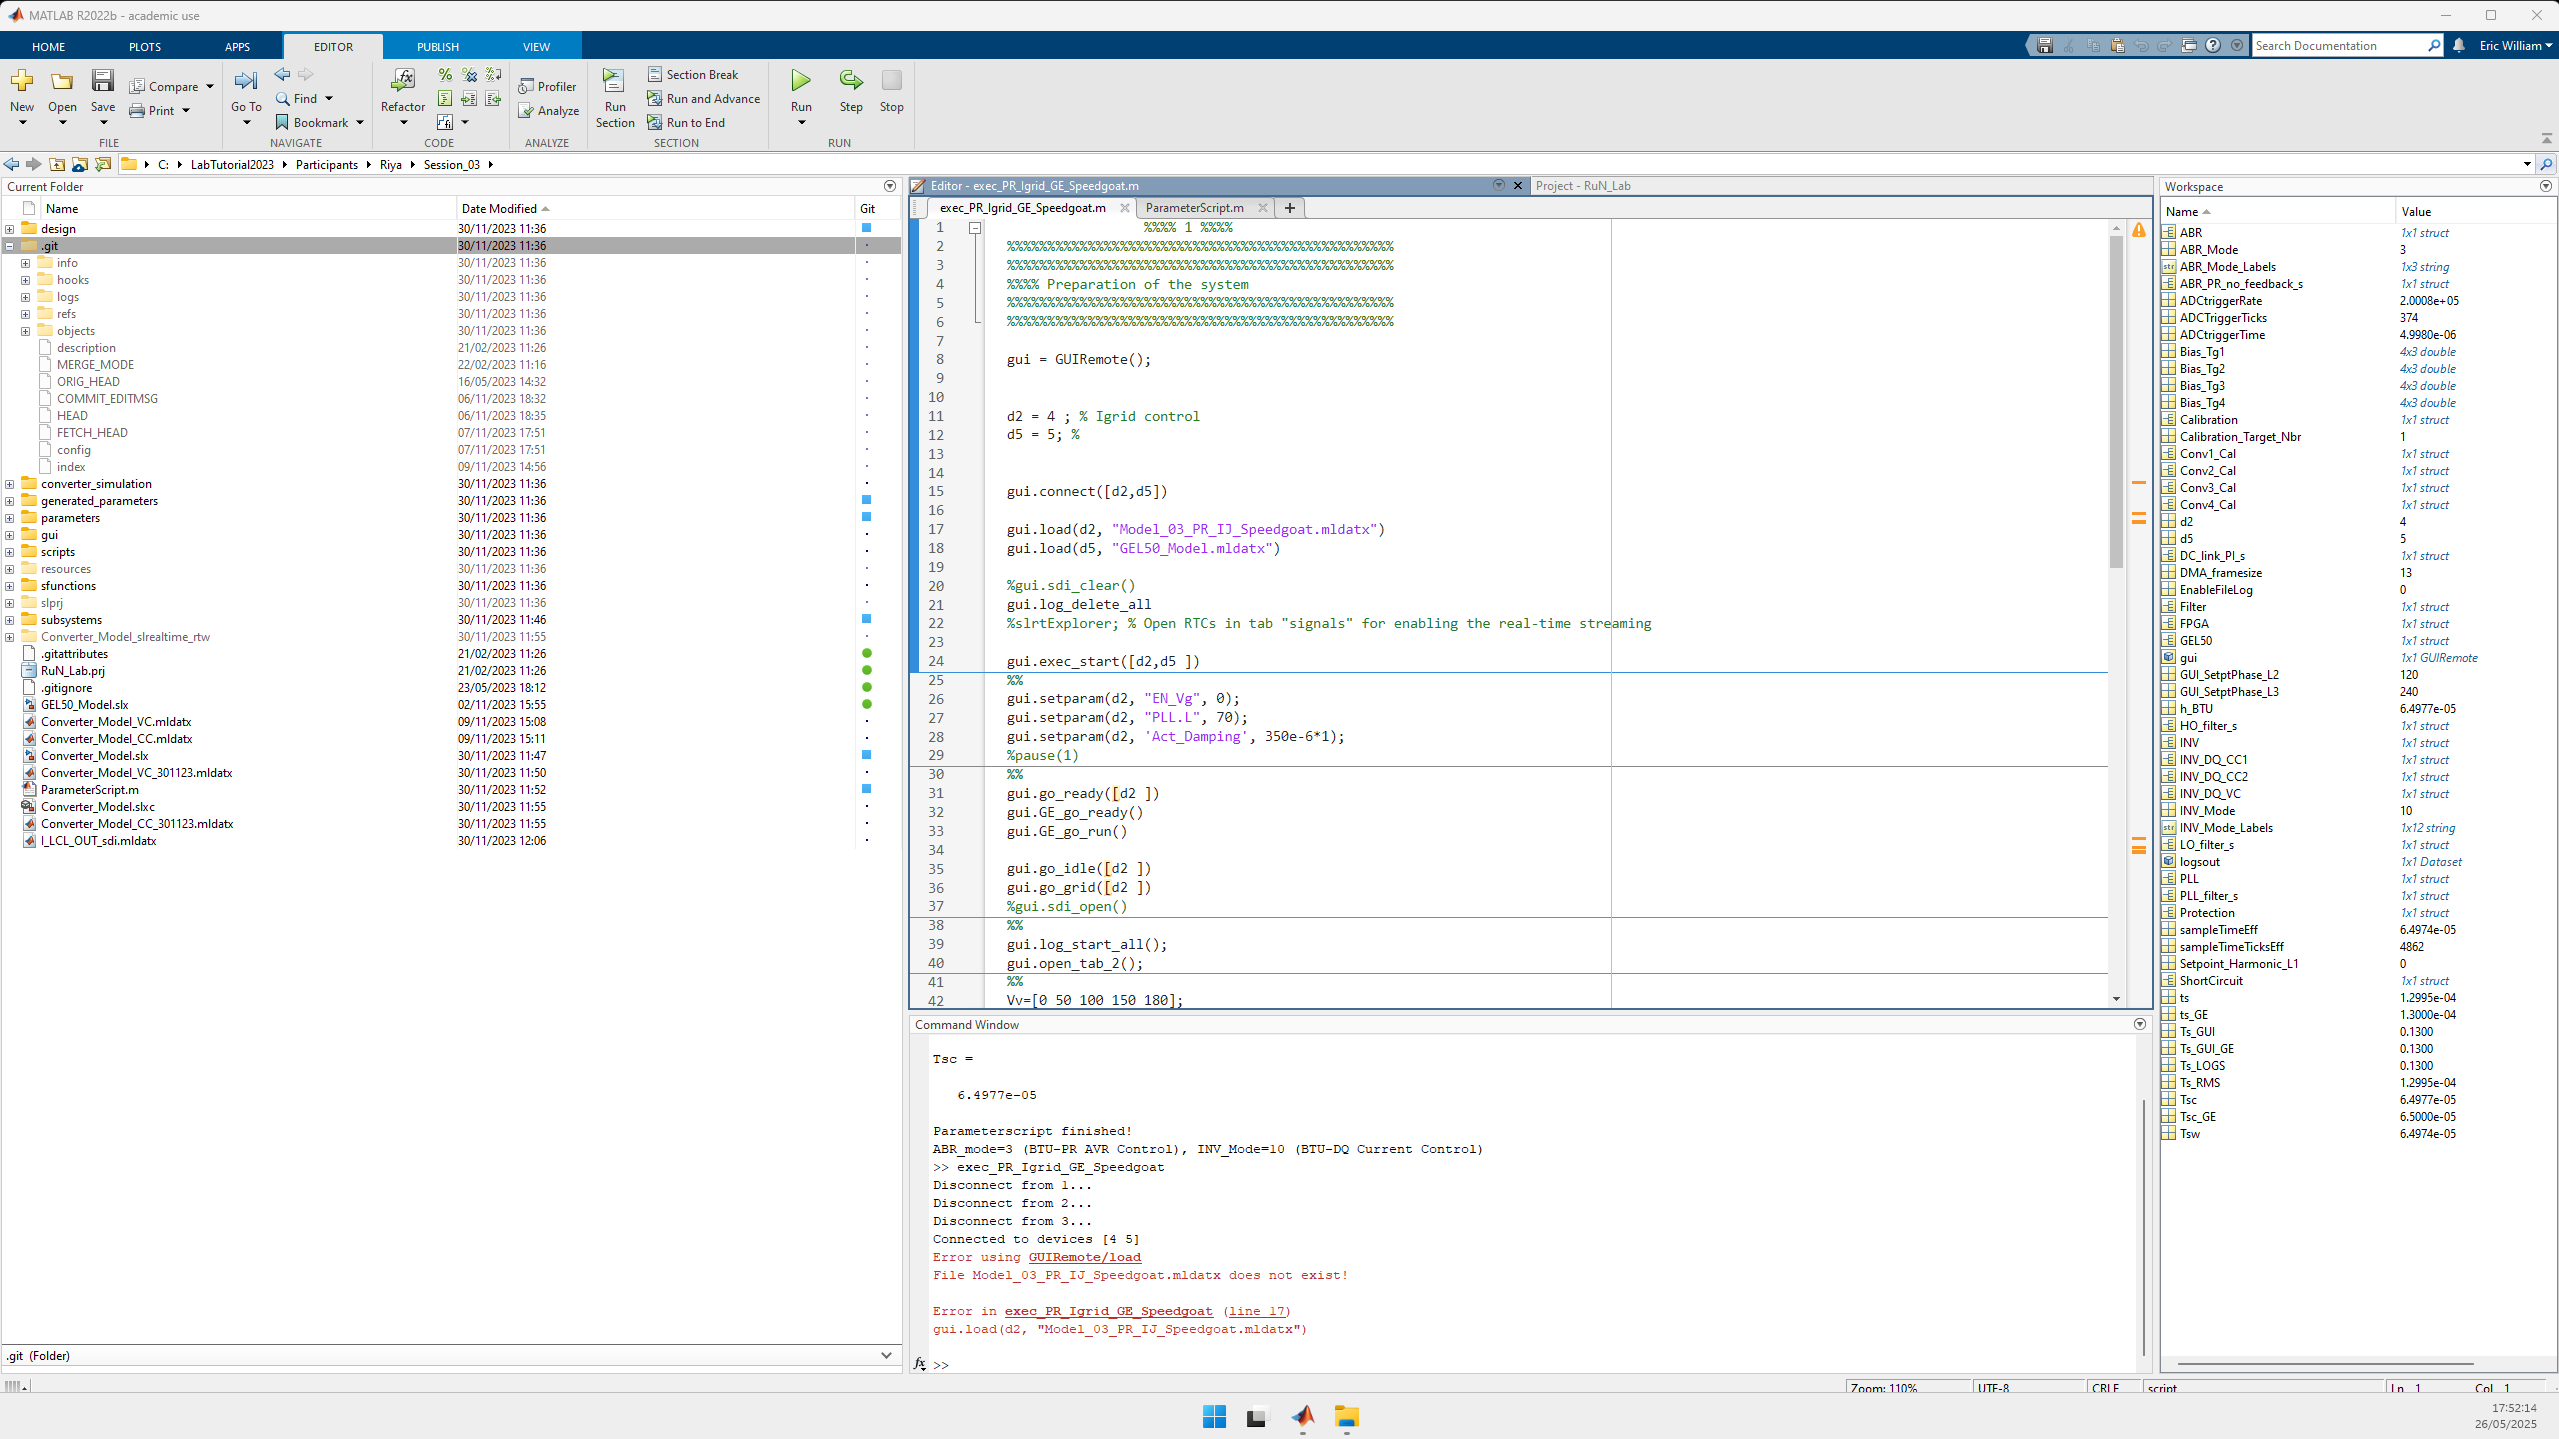 MATLAB R2022b - academic use
HOME PLOTS APPS EDITOR PUBLISH VIEW
Search Documentation
Eric William
New
Open
Save
Compare
Print
FILE
Go To
Find
Bookmark
NAVIGATE
Refactor
CODE
Profiler
Analyze
ANALYZE
Run Section
Section Break
Run and Advance
Run to End
SECTION
Run
Step
Stop
RUN
C: LabTutorial2023 Participants Riya Session_03
Current Folder
Name Date Modified Git
design 30/11/2023 11:36
.git 30/11/2023 11:36
info 30/11/2023 11:36
hooks 30/11/2023 11:36
logs 30/11/2023 11:36
refs 30/11/2023 11:36
objects 30/11/2023 11:36
description 21/02/2023 11:26
MERGE_MODE 22/02/2023 11:16
ORIG_HEAD 16/05/2023 14:32
COMMIT_EDITMSG 06/11/2023 18:32
HEAD 06/11/2023 18:35
FETCH_HEAD 07/11/2023 17:51
config 07/11/2023 17:51
index 09/11/2023 14:56
converter_simulation 30/11/2023 11:36
generated_parameters 30/11/2023 11:36
parameters 30/11/2023 11:36
gui 30/11/2023 11:36
scripts 30/11/2023 11:36
resources 30/11/2023 11:36
sfunctions 30/11/2023 11:36
slprj 30/11/2023 11:36
subsystems 30/11/2023 11:46
Converter_Model_slrealtime_rtw 30/11/2023 11:55
.gitattributes 21/02/2023 11:26
RuN_Lab.prj 21/02/2023 11:26
.gitignore 23/05/2023 18:12
GEL50_Model.slx 02/11/2023 15:55
Converter_Model_VC.mldatx 09/11/2023 15:08
Converter_Model_CC.mldatx 09/11/2023 15:11
Converter_Model.slx 30/11/2023 11:47
Converter_Model_VC_301123.mldatx 30/11/2023 11:50
ParameterScript.m 30/11/2023 11:52
Converter_Model.slxc 30/11/2023 11:55
Converter_Model_CC_301123.mldatx 30/11/2023 11:55
I_LCL_OUT_sdi.mldatx 30/11/2023 12:06
.git (Folder)
Editor - exec_PR_Igrid_GE_Speedgoat.m
Project - RuN_Lab
exec_PR_Igrid_GE_Speedgoat.m
ParameterScript.m
1 %%%% 1 %%%%
2 %%%%%%%%%%%%%%%%%%%%%%%%%%%%%%%%%%%%%%%%%%%%%%%%
3 %%%%%%%%%%%%%%%%%%%%%%%%%%%%%%%%%%%%%%%%%%%%%%%%
4 %%%% Preparation of the system
5 %%%%%%%%%%%%%%%%%%%%%%%%%%%%%%%%%%%%%%%%%%%%%%%%
6 %%%%%%%%%%%%%%%%%%%%%%%%%%%%%%%%%%%%%%%%%%%%%%%%
7
8 gui = GUIRemote();
9
10
11 d2 = 4 ; % Igrid control
12 d5 = 5; %
13
14
15 gui.connect([d2,d5])
16
17 gui.load(d2, "Model_03_PR_IJ_Speedgoat.mldatx")
18 gui.load(d5, "GEL50_Model.mldatx")
19
20 %gui.sdi_clear()
21 gui.log_delete_all
22 %slrtExplorer; % Open RTCs in tab "signals" for enabling the real-time streaming
23
24 gui.exec_start([d2,d5 ])
25 %%
26 gui.setparam(d2, "EN_Vg", 0);
27 gui.setparam(d2, "PLL.L", 70);
28 gui.setparam(d2, 'Act_Damping', 350e-6*1);
29 %pause(1)
30 %%
31 gui.go_ready([d2 ])
32 gui.GE_go_ready()
33 gui.GE_go_run()
34
35 gui.go_idle([d2 ])
36 gui.go_grid([d2 ])
37 %gui.sdi_open()
38 %%
39 gui.log_start_all();
40 gui.open_tab_2();
41 %%
42 Vv=[0 50 100 150 180];
Command Window
Tsc =
6.4977e-05
Parameterscript finished!
ABR_mode=3 (BTU-PR AVR Control), INV_Mode=10 (BTU-DQ Current Control)
>> exec_PR_Igrid_GE_Speedgoat
Disconnect from 1...
Disconnect from 2...
Disconnect from 3...
Connected to devices [4 5]
Error using GUIRemote/load
File Model_03_PR_IJ_Speedgoat.mldatx does not exist!
Error in exec_PR_Igrid_GE_Speedgoat (line 17)
gui.load(d2, "Model_03_PR_IJ_Speedgoat.mldatx")
fx >>
Workspace
Name Value
ABR 1x1 struct
ABR_Mode 3
ABR_Mode_Labels 1x3 string
ABR_PR_no_feedback_s 1x1 struct
ADCtriggerRate 2.0008e+05
ADCTriggerTicks 374
ADCtriggerTime 4.9980e-06
Bias_Tg1 4x3 double
Bias_Tg2 4x3 double
Bias_Tg3 4x3 double
Bias_Tg4 4x3 double
Calibration 1x1 struct
Calibration_Target_Nbr 1
Conv1_Cal 1x1 struct
Conv2_Cal 1x1 struct
Conv3_Cal 1x1 struct
Conv4_Cal 1x1 struct
d2 4
d5 5
DC_link_PI_s 1x1 struct
DMA_framesize 13
EnableFileLog 0
Filter 1x1 struct
FPGA 1x1 struct
GEL50 1x1 struct
gui 1x1 GUIRemote
GUI_SetptPhase_L2 120
GUI_SetptPhase_L3 240
h_BTU 6.4977e-05
HO_filter_s 1x1 struct
INV 1x1 struct
INV_DQ_CC1 1x1 struct
INV_DQ_CC2 1x1 struct
INV_DQ_VC 1x1 struct
INV_Mode 10
INV_Mode_Labels 1x12 string
LO_filter_s 1x1 struct
logsout 1x1 Dataset
PLL 1x1 struct
PLL_filter_s 1x1 struct
Protection 1x1 struct
sampleTimeEff 6.4974e-05
sampleTimeTicksEff 4862
Setpoint_Harmonic_L1 0
ShortCircuit 1x1 struct
ts 1.2995e-04
ts_GE 1.3000e-04
Ts_GUI 0.1300
Ts_GUI_GE 0.1300
Ts_LOGS 0.1300
Ts_RMS 1.2995e-04
Tsc 6.4977e-05
Tsc_GE 6.5000e-05
Tsw 6.4974e-05
Zoom: 110% UTF-8 CRLF script Ln 1 Col 1
17:52:14
26/05/2025